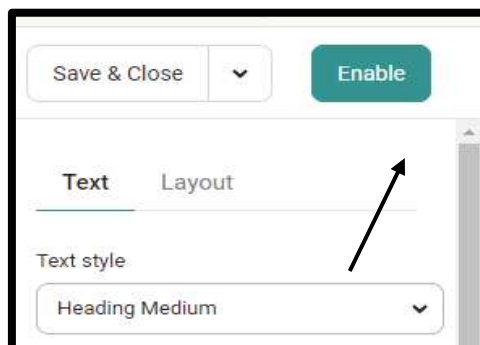 Save & Close Enable
Text Layout
Text style
Heading Medium